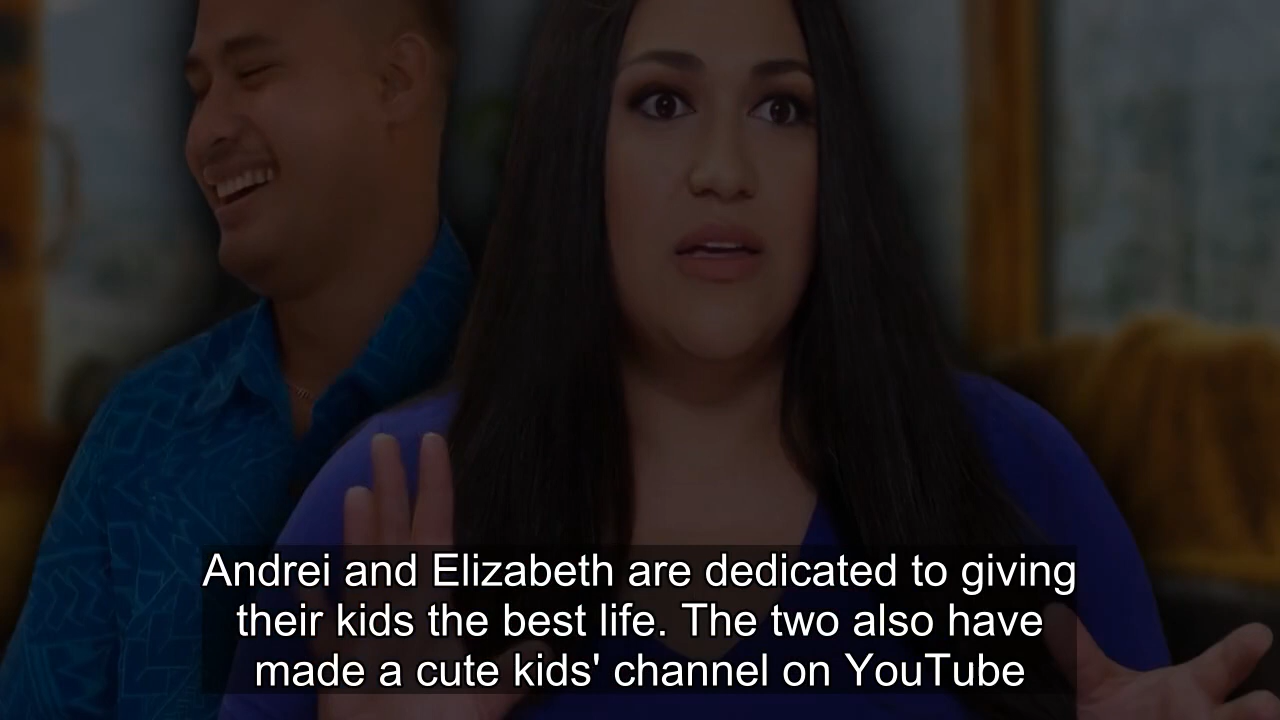 Andrei and Elizabeth are dedicated to giving
their kids the best life. The two also have
made a cute kids' channel on YouTube